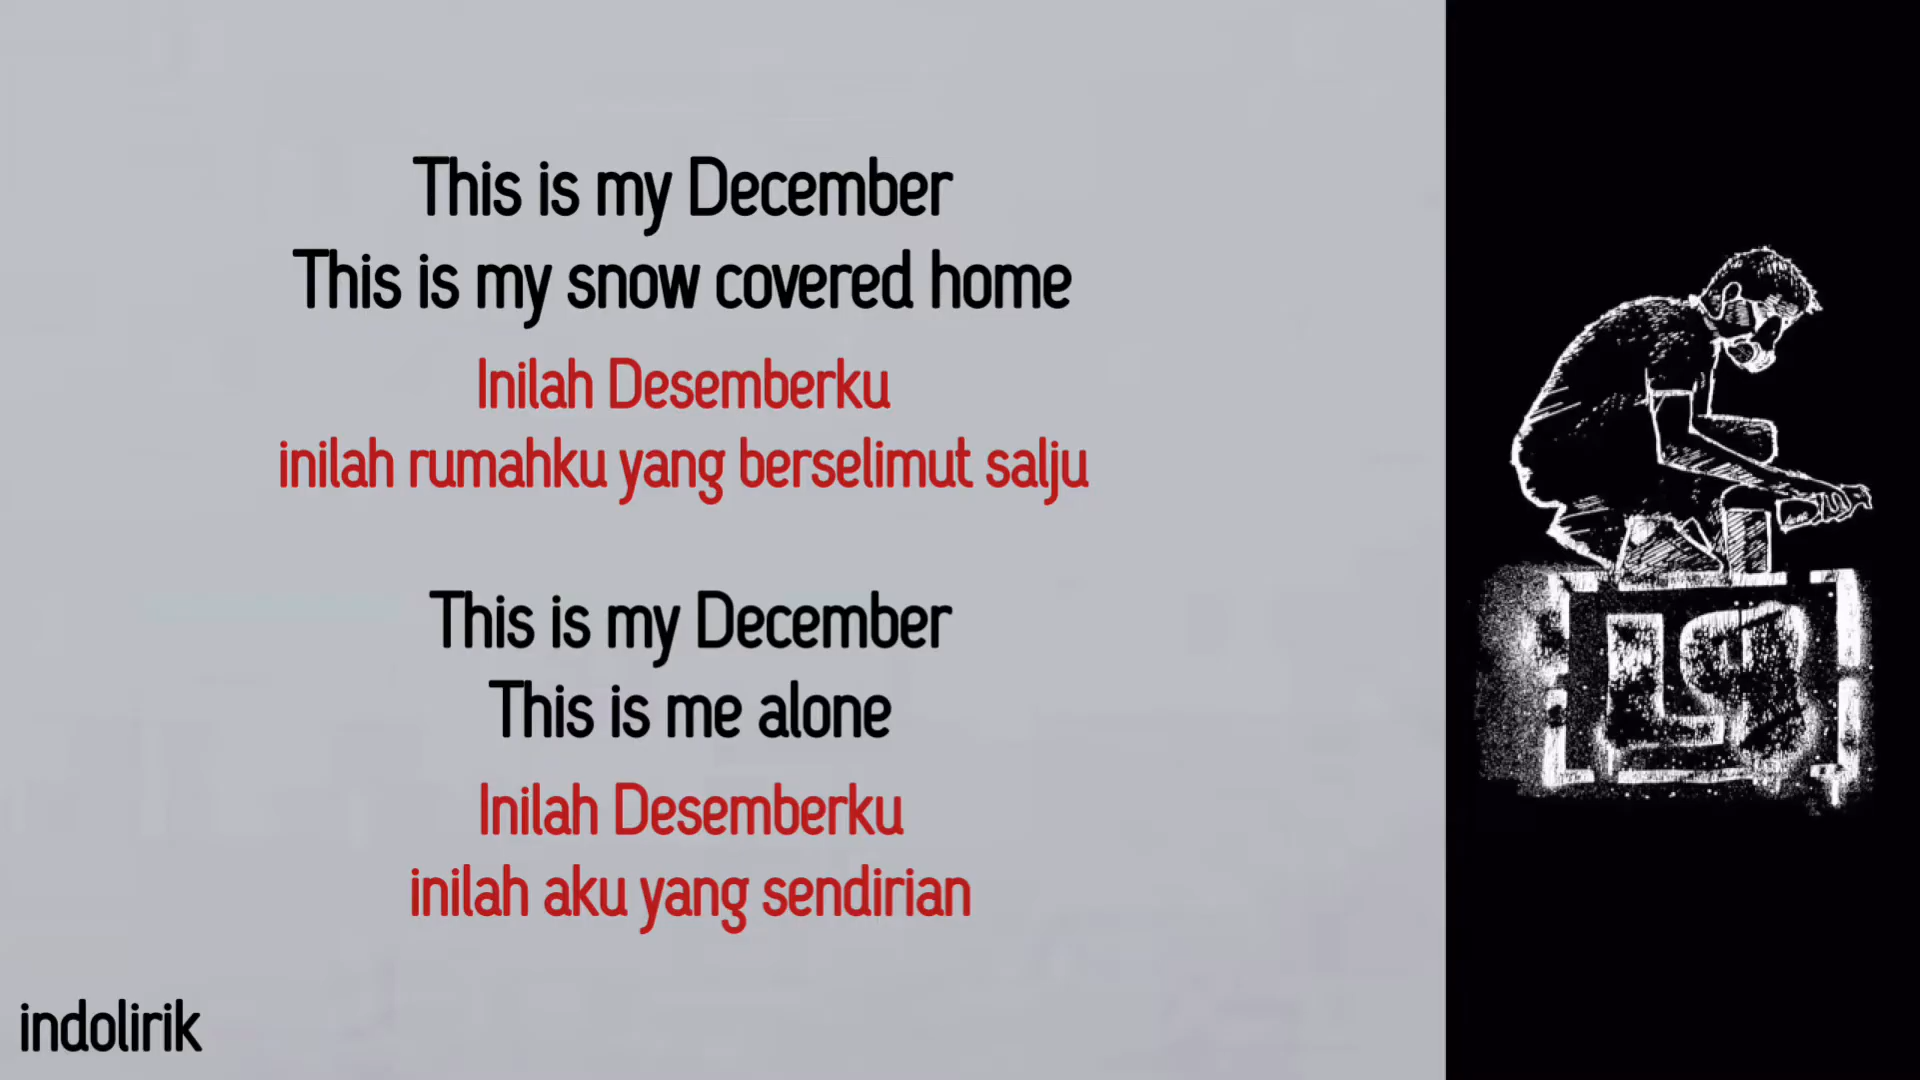 This is my December
This is my snow covered home
Inilah Desemberku
inilah rumahku yang berselimut salju
This is my December
This is me alone
Inilah Desemberku
inilah aku yang sendirian
indolirik